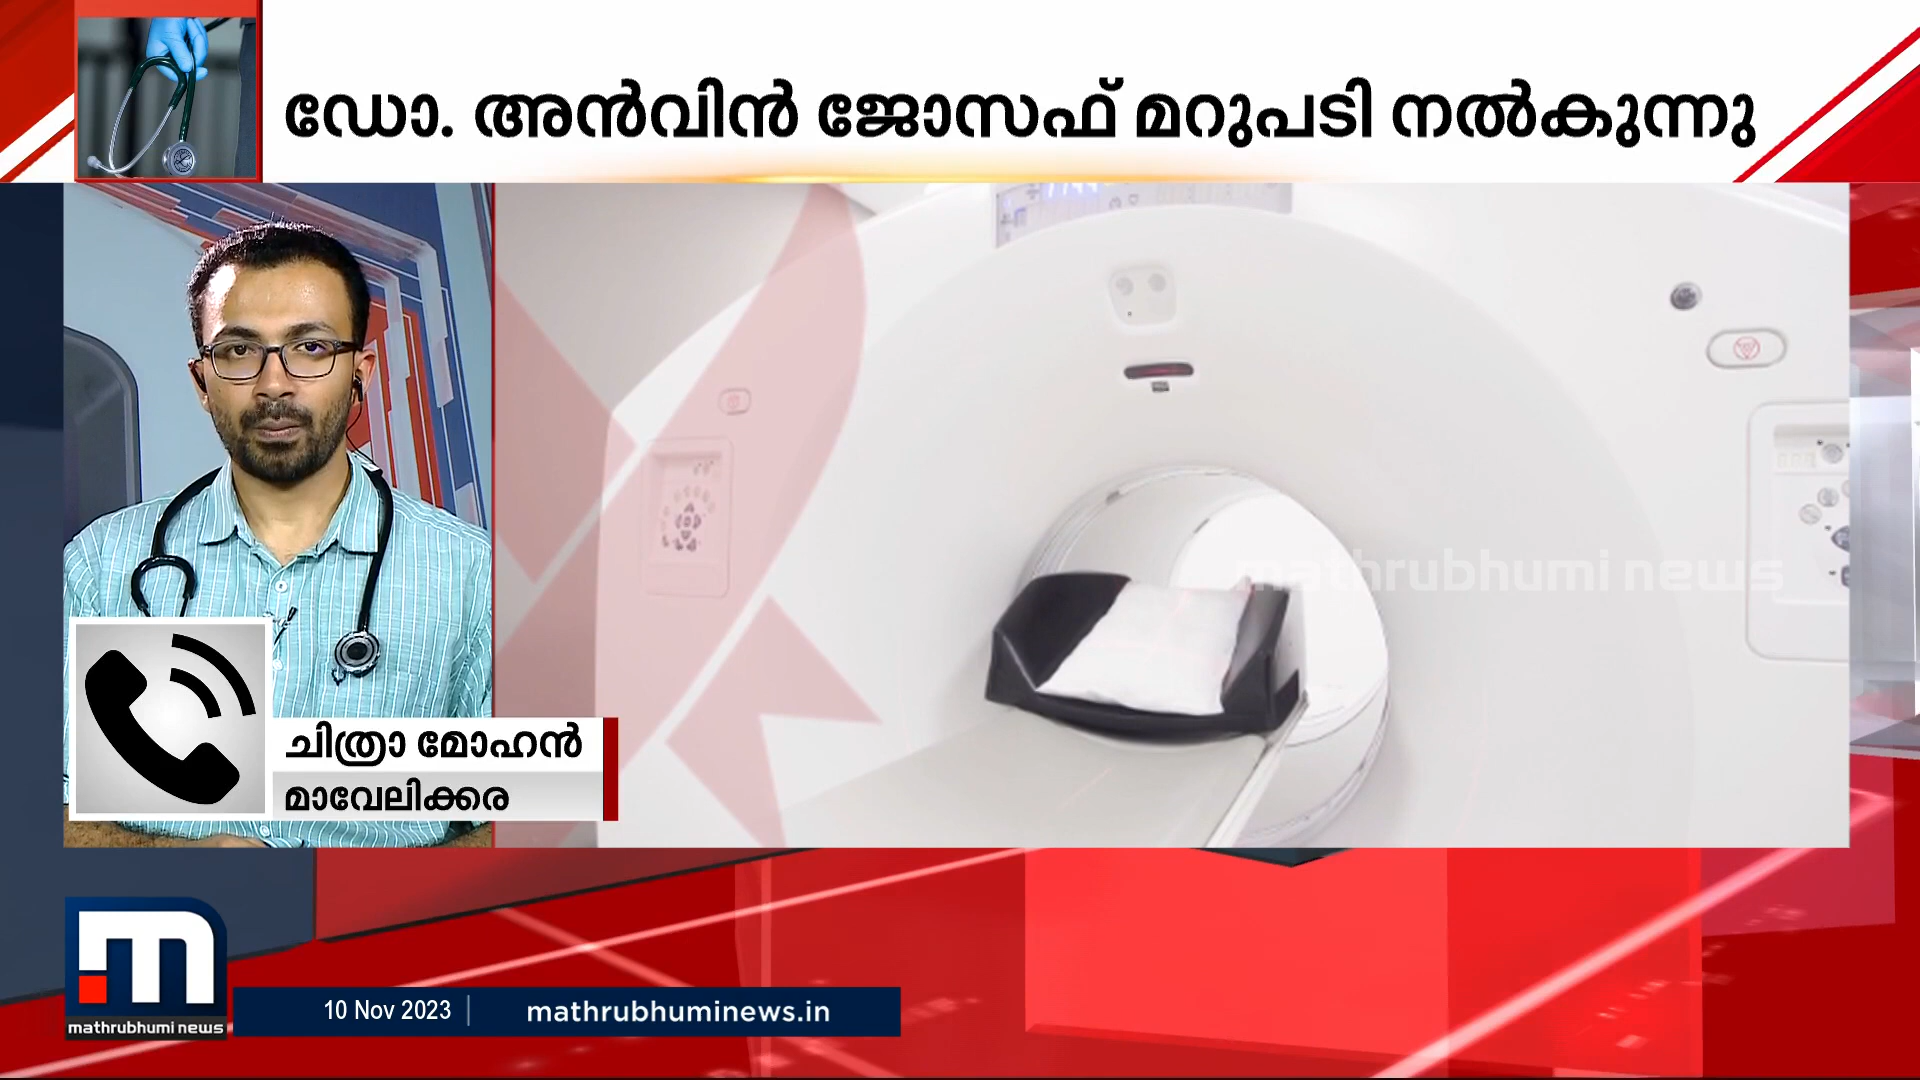 ഡോ. അൻവിൻ ജോസഫ് മറുപടി നൽകുന്നു
mathrubhumi news
ചിത്രാ മോഹൻ
മാവേലിക്കര
mathrubhumi news
10 Nov 2023
mathrubhuminews.in